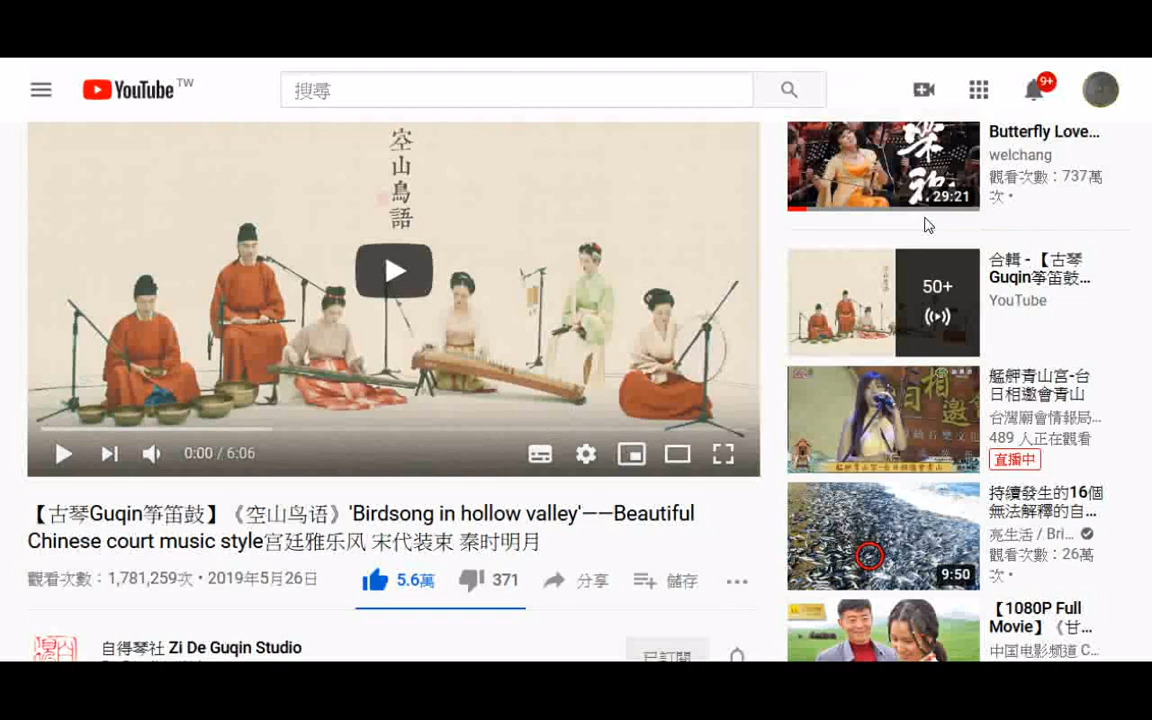 YouTube TW
搜尋
9+
空山鳥語
0:00 / 6:06
【古琴Guqin筝笛鼓】《空山鸟语》'Birdsong in hollow valley'——Beautiful
Chinese court music style宫廷雅乐风 宋代装束 秦时明月
觀看次數：1,781,259次 • 2019年5月26日
5.6萬
371
分享
儲存
自得琴社 Zi De Guqin Studio
已訂閱
29:21
Butterfly Love...
welchang
觀看次數：737萬
次 •
50+
合輯 - 【古琴
Guqin筝笛鼓...
YouTube
艋舺青山宮-台
日相邀會青山
台灣廟會情報局...
489 人正在觀看
直播中
9:50
持續發生的16個
無法解釋的自...
亮生活 / Bri...
觀看次數：26萬
次 •
【1080P Full
Movie】《甘...
中国电影频道 C...